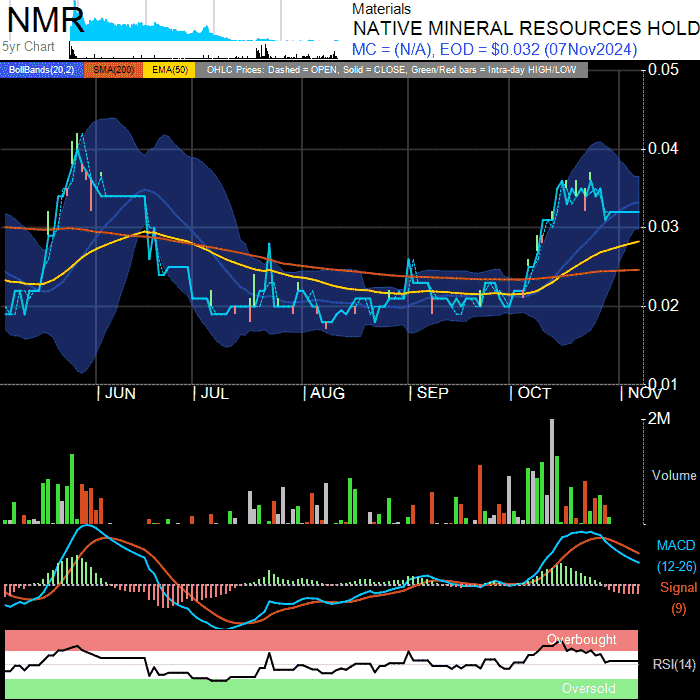 NMR
Materials
NATIVE MINERAL RESOURCES HOLD
5yr Chart
MC = (N/A), EOD = $0.032 (07Nov2024)
BollBands(20,2) SMA(200) EMA(50) OHLC Prices: Dashed = OPEN, Solid = CLOSE, Green/Red bars = Intra-day HIGH/LOW
0.05
0.04
0.03
0.02
0.01
JUN JUL AUG SEP OCT NOV
2M
Volume
MACD
(12-26)
Signal
(9)
Overbought
RSI(14)
Oversold